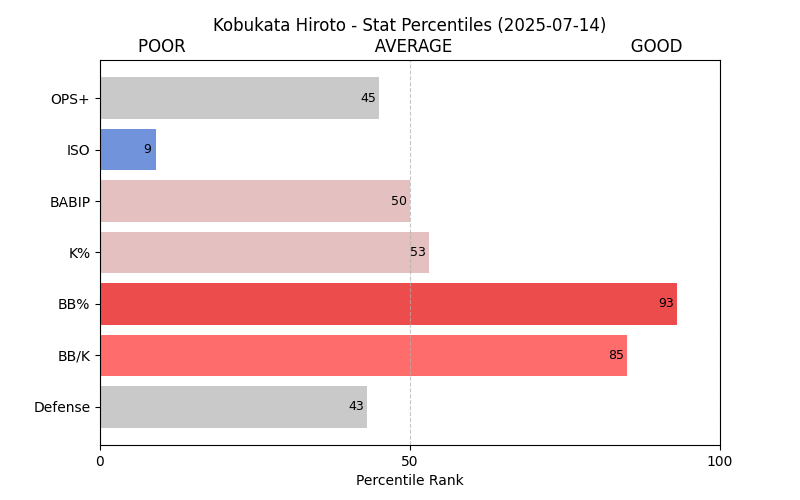 Kobukata Hiroto - Stat Percentiles (2025-07-14)
POOR AVERAGE GOOD
OPS+ 45
ISO 9
BABIP 50
K% 53
BB% 93
BB/K 85
Defense 43
0 50 100
Percentile Rank